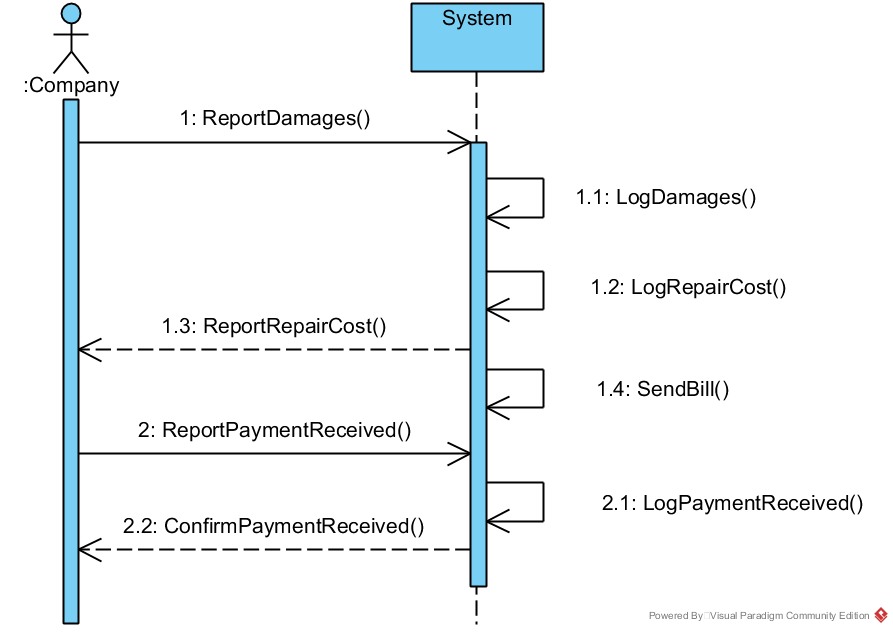 System
:Company
1: ReportDamages()
1.1: LogDamages()
1.2: LogRepairCost()
1.3: ReportRepairCost()
1.4: SendBill()
2: ReportPaymentReceived()
2.1: LogPaymentReceived()
2.2: ConfirmPaymentReceived()
Powered By Visual Paradigm Community Edition